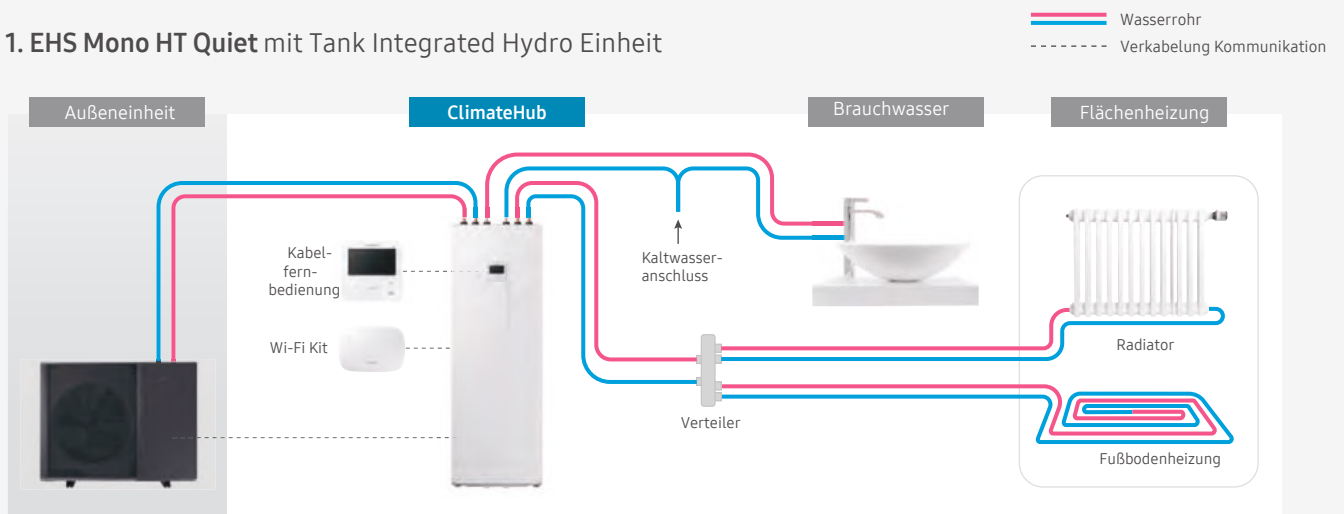 Wasserrohr
1. EHS Mono HT Quiet mit Tank Integrated Hydro Einheit
Verkabelung Kommunikation
Außeneinheit
ClimateHub
Brauchwasser
Flächenheizung
Kabel-
fern-
bedienung
Kaltwasser-
anschluss
Wi-Fi Kit
Radiator
Verteiler
Fußbodenheizung